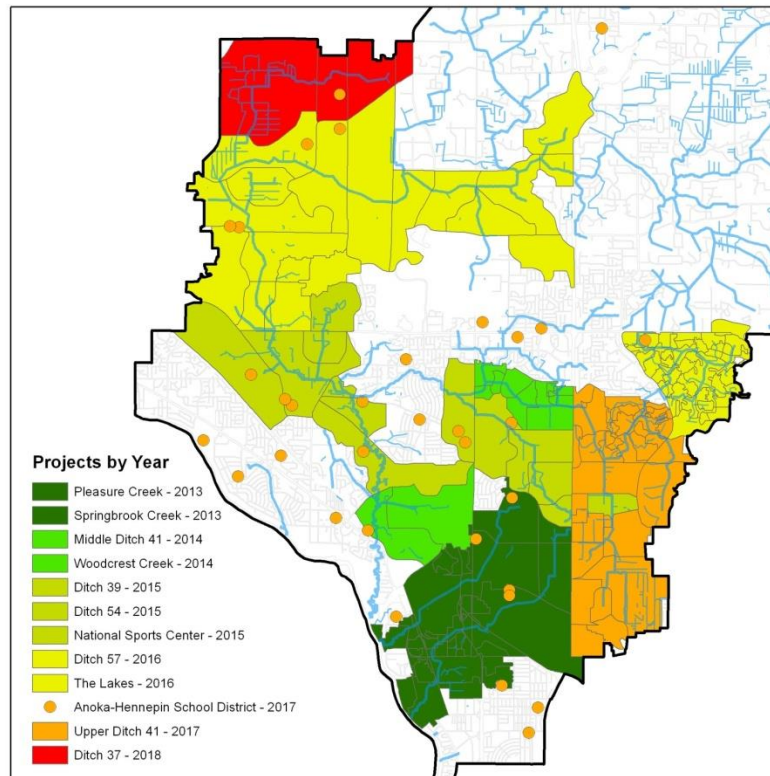 Projects by Year
Pleasure Creek - 2013
Springbrook Creek - 2013
Middle Ditch 41 - 2014
Woodcrest Creek - 2014
Ditch 39 - 2015
Ditch 54 - 2015
National Sports Center - 2015
Ditch 57 - 2016
The Lakes - 2016
Anoka-Hennepin School District - 2017
Upper Ditch 41 - 2017
Ditch 37 - 2018